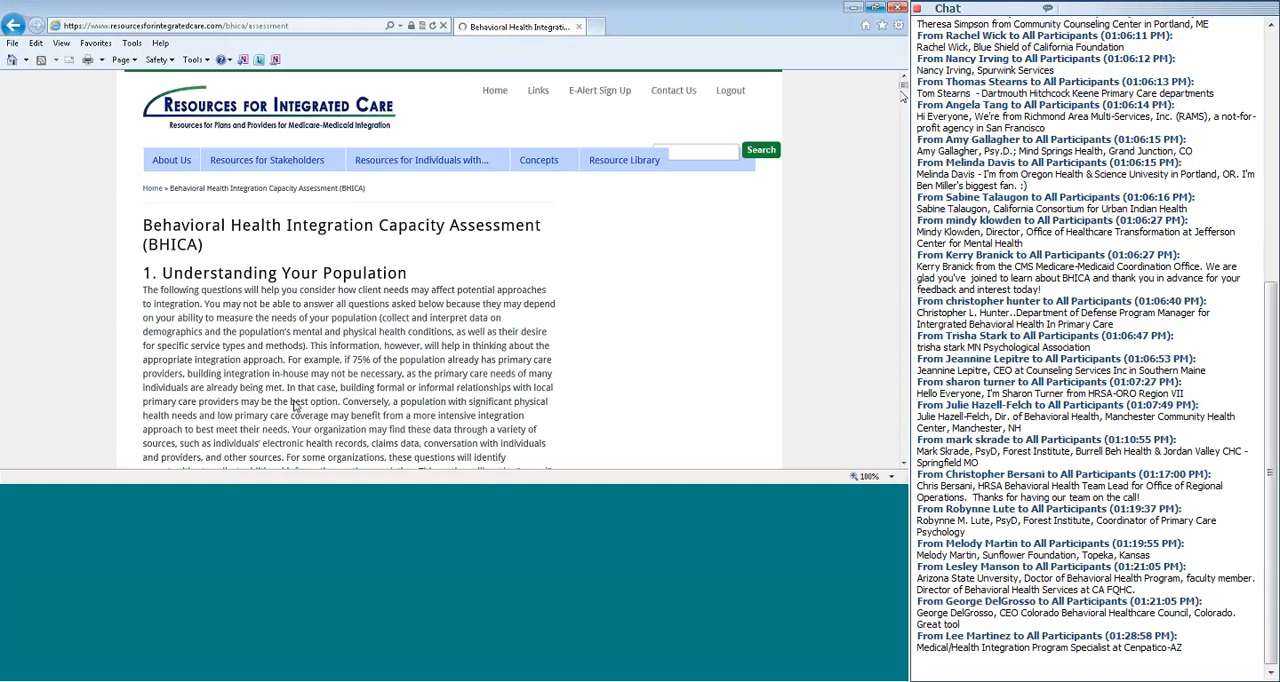 https://www.resourcesforintegratedcare.com/bhica/assessment
Behavioral Health Integrati...
File Edit View Favorites Tools Help
Page Safety Tools
RESOURCES FOR INTEGRATED CARE
Resources for Plans and Providers for Medicare-Medicaid Integration
Home Links E-Alert Sign Up Contact Us Logout
Search
About Us Resources for Stakeholders Resources for Individuals with... Concepts Resource Library
Home » Behavioral Health Integration Capacity Assessment (BHICA)
Behavioral Health Integration Capacity Assessment
(BHICA)
1. Understanding Your Population
The following questions will help you consider how client needs may affect potential approaches
to integration. You may not be able to answer all questions asked below because they may depend
on your ability to measure the needs of your population (collect and interpret data on
demographics and the population's mental and physical health conditions, as well as their desire
for specific service types and methods). This information, however, will help in thinking about the
appropriate integration approach. For example, if 75% of the population already has primary care
providers, building integration in-house may not be necessary, as the primary care needs of many
individuals are already being met. In that case, building formal or informal relationships with local
primary care providers may be the best option. Conversely, a population with significant physical
health needs and low primary care coverage may benefit from a more intensive integration
approach to best meet their needs. Your organization may find these data through a variety of
sources, such as individuals' electronic health records, claims data, conversation with individuals
and providers, and other sources. For some organizations, these questions will identify
100%
Chat
Theresa Simpson from Community Counseling Center in Portland, ME
From Rachel Wick to All Participants (01:06:11 PM):
Rachel Wick, Blue Shield of California Foundation
From Nancy Irving to All Participants (01:06:12 PM):
Nancy Irving, Spurwink Services
From Thomas Stearns to All Participants (01:06:13 PM):
Tom Stearns - Dartmouth Hitchcock Keene Primary Care departments
From Angela Tang to All Participants (01:06:14 PM):
Hi Everyone, We're from Richmond Area Multi-Services, Inc. (RAMS), a not-for-
profit agency in San Francisco
From Amy Gallagher to All Participants (01:06:15 PM):
Amy Gallagher, Psy.D.; Mind Springs Health, Grand Junction, CO
From Melinda Davis to All Participants (01:06:15 PM):
Melinda Davis - I'm from Oregon Health & Science Univesity in Portland, OR. I'm
Ben Miller's biggest fan. :)
From Sabine Talaugon to All Participants (01:06:16 PM):
Sabine Talaugon, California Consortium for Urban Indian Health
From mindy klowden to All Participants (01:06:27 PM):
Mindy Klowden, Director, Office of Healthcare Transformation at Jefferson
Center for Mental Health
From Kerry Branick to All Participants (01:06:27 PM):
Kerry Branick from the CMS Medicare-Medicaid Coordination Office. We are
glad you've joined to learn about BHICA and thank you in advance for your
feedback and interest today!
From christopher hunter to All Participants (01:06:40 PM):
Christopher L. Hunter..Department of Defense Program Manager for
Intergrated Behavioral Health In Primary Care
From Trisha Stark to All Participants (01:06:47 PM):
trisha stark MN Psychological Association
From Jeannine Lepitre to All Participants (01:06:53 PM):
Jeannine Lepitre, CEO at Counseling Services Inc in Southern Maine
From sharon turner to All Participants (01:07:27 PM):
Hello Everyone, I'm Sharon Turner from HRSA-ORO Region VII
From Julie Hazell-Felch to All Participants (01:07:49 PM):
Julie Hazell-Felch, Dir. of Behavioral Health, Manchester Community Health
Center, Manchester, NH
From mark skrade to All Participants (01:10:55 PM):
Mark Skrade, PsyD, Forest Institute, Burrell Beh Health & Jordan Valley CHC -
Springfield MO
From Christopher Bersani to All Participants (01:17:00 PM):
Chris Bersani, HRSA Behavioral Health Team Lead for Office of Regional
Operations. Thanks for having our team on the call!
From Robynne Lute to All Participants (01:19:37 PM):
Robynne M. Lute, PsyD, Forest Institute, Coordinator of Primary Care
Psychology
From Melody Martin to All Participants (01:19:55 PM):
Melody Martin, Sunflower Foundation, Topeka, Kansas
From Lesley Manson to All Participants (01:21:05 PM):
Arizona State Unversity, Doctor of Behavioral Health Program, faculty member.
Director of Behavioral Health Services at CA FQHC.
From George DelGrosso to All Participants (01:21:05 PM):
George DelGrosso, CEO Colorado Behavioral Healthcare Council, Colorado.
Great tool
From Lee Martinez to All Participants (01:28:58 PM):
Medical/Health Integration Program Specialist at Cenpatico-AZ